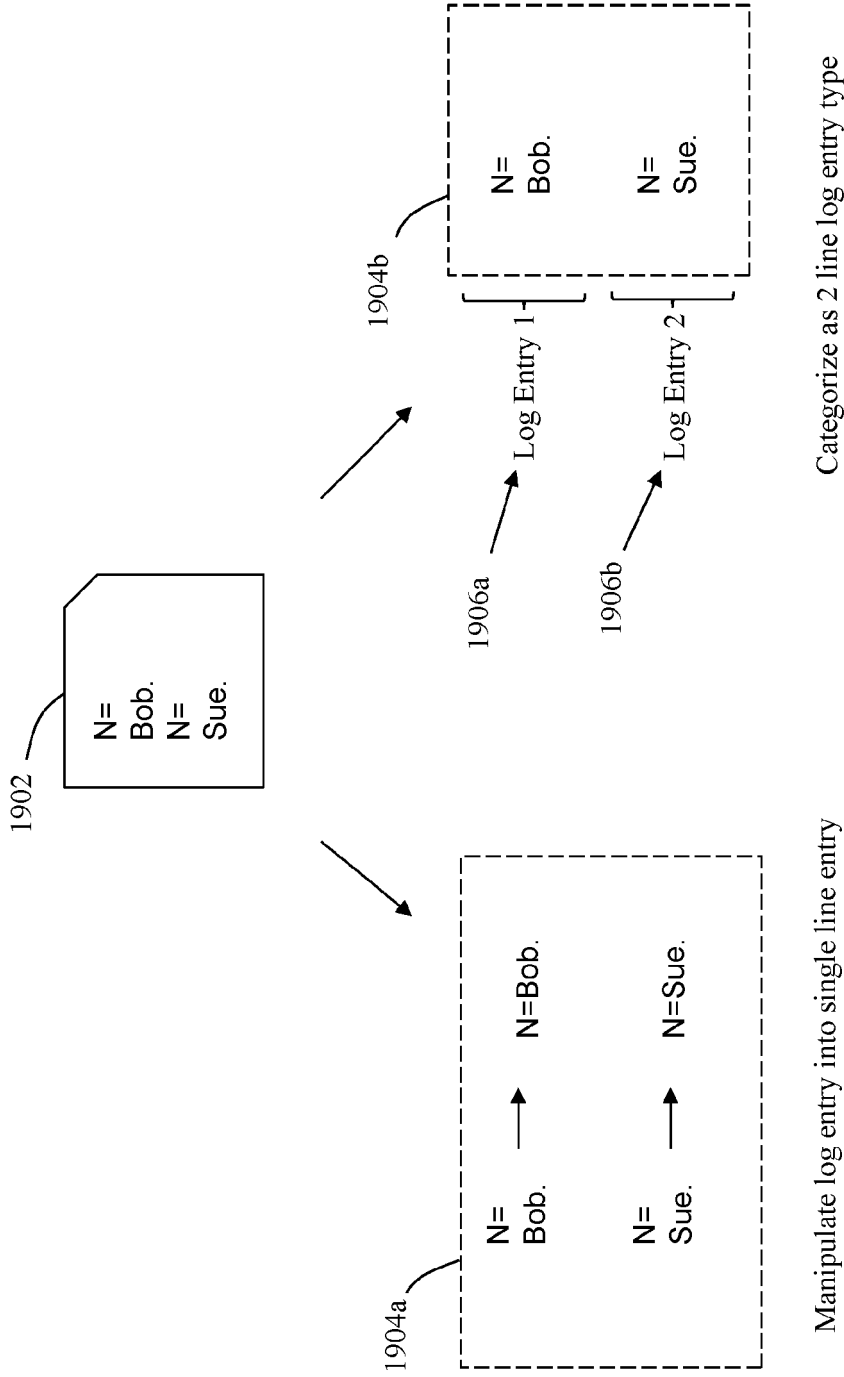 1902
N=
Bob.
N=
Sue.
1904a
N=
Bob.
N=Bob.
N=
Sue.
N=Sue.
Manipulate log entry into single line entry
1904b
1906a
Log Entry 1
N=
Bob.
1906b
Log Entry 2
N=
Sue.
Categorize as 2 line log entry type